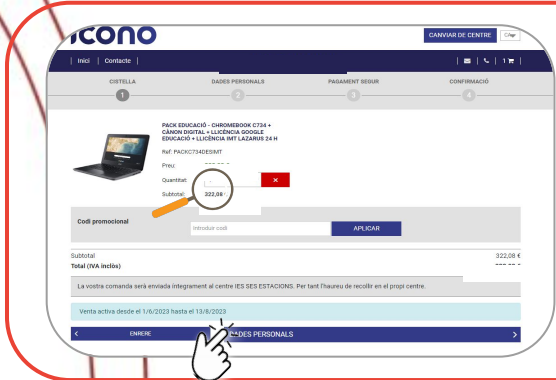 icono
CANVIAR DE CENTRE
Inici | Contacte |
| | | 1
CISTELLA DADES PERSONALS PAGAMENT SEGUR CONFIRMACIÓ
1 2 3 4
PACK EDUCACIÓ - CHROMEBOOK C734 +
CÀNON DIGITAL + LLICÈNCIA GOOGLE
EDUCACIÓ + LLICÈNCIA IMT LAZARUS 24 H
Ref: PACKC734DESIMT
Preu:
Quantitat:
Subtotal: 322,08
Codi promocional
Introduir codi
APLICAR
Subtotal 322,08 €
Total (IVA inclòs)
La vostra comanda serà enviada íntegrament al centre IES SES ESTACIONS. Per tant l'haureu de recollir en el propi centre.
Venta activa desde el 1/6/2023 hasta el 13/8/2023
< ENRERE DADES PERSONALS >